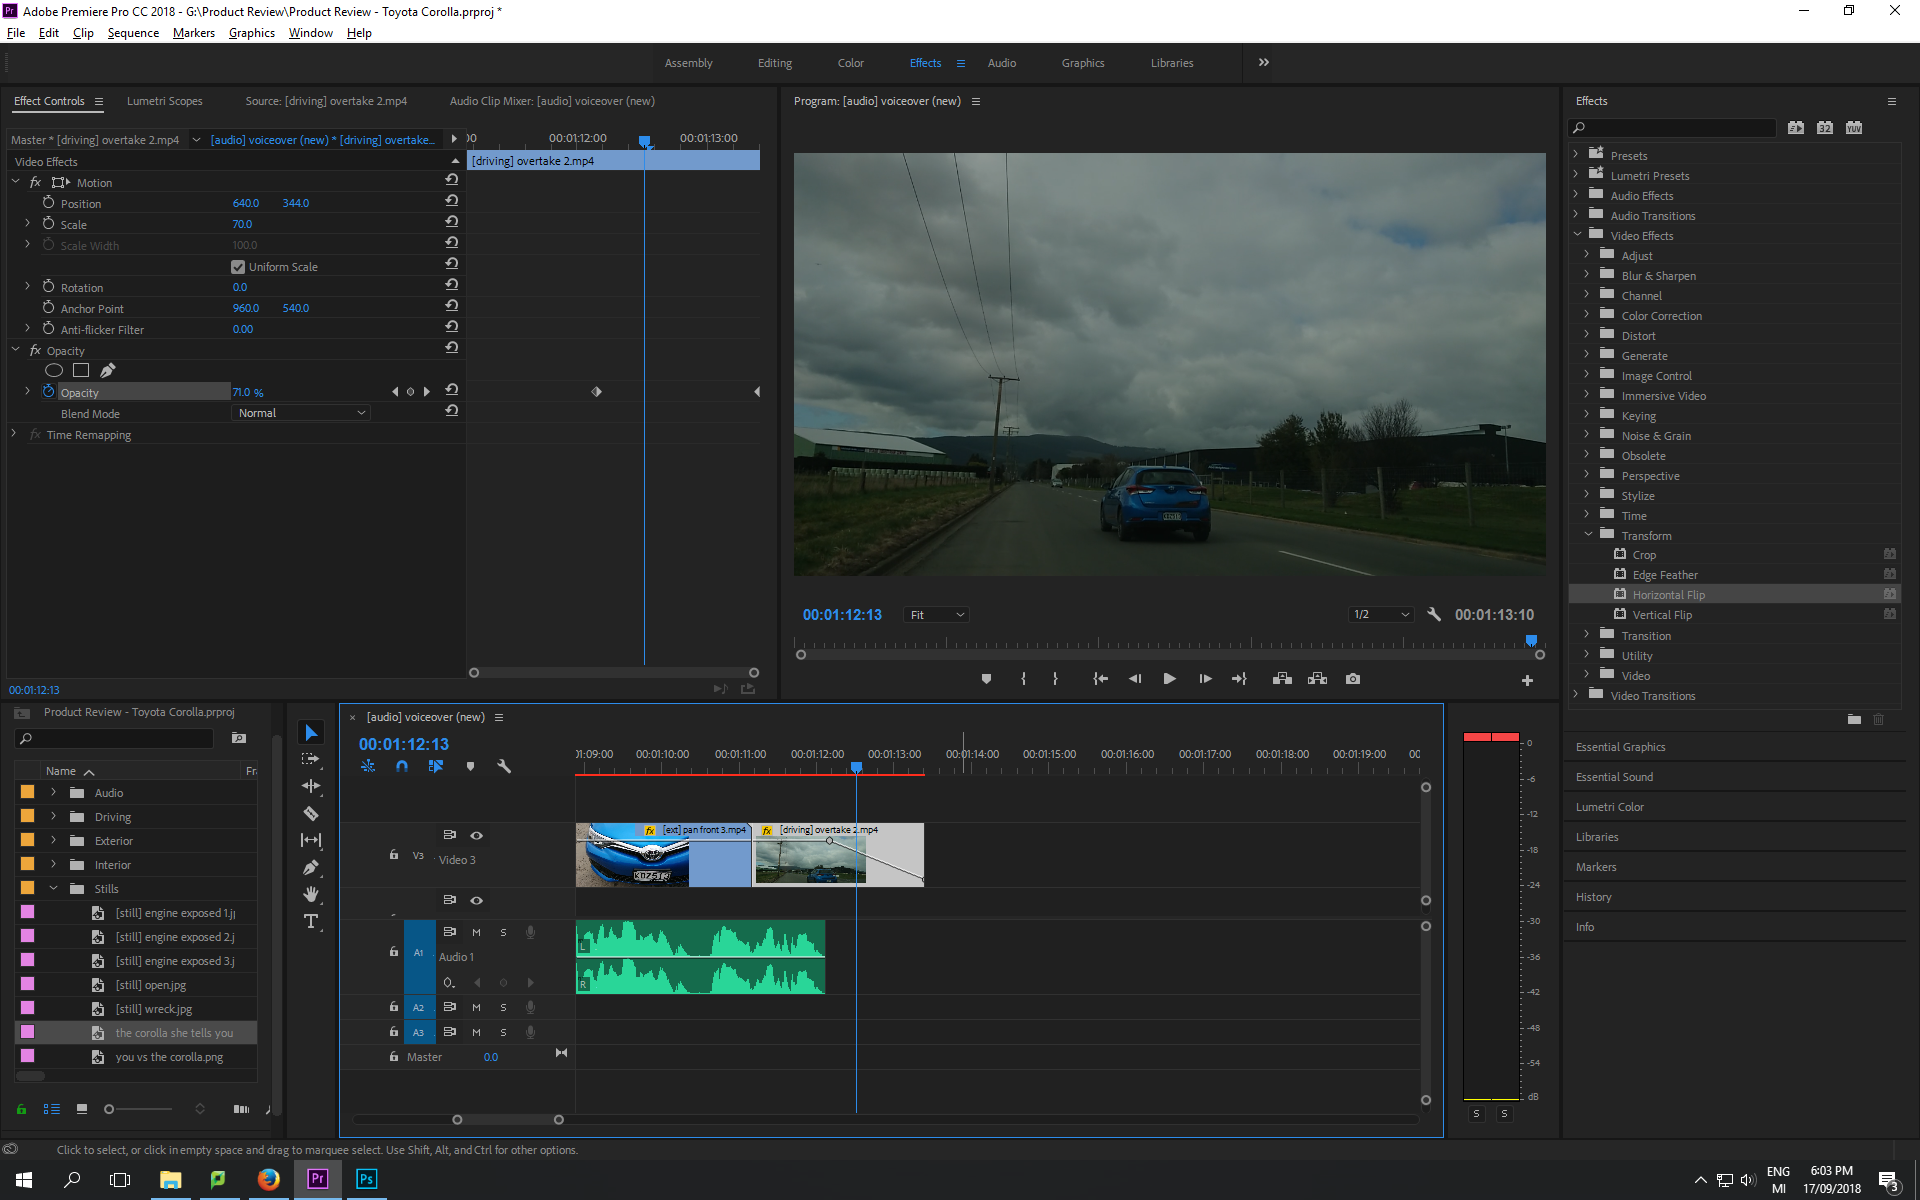 Adobe Premiere Pro CC 2018 - G:\Product Review\Product Review - Toyota Corolla.prproj *
File Edit Clip Sequence Markers Graphics Window Help
Assembly Editing Color Effects Audio Graphics Libraries
Effect Controls Lumetri Scopes Source: [driving] overtake 2.mp4 Audio Clip Mixer: [audio] voiceover (new)
Master * [driving] overtake 2.mp4 [audio] voiceover (new) * [driving] overtake...
00:01:12:00 00:01:13:00
Video Effects
[driving] overtake 2.mp4
fx Motion
Position 640.0 344.0
Scale 70.0
Scale Width 100.0
Uniform Scale
Rotation 0.0
Anchor Point 960.0 540.0
Anti-flicker Filter 0.00
fx Opacity
Opacity 71.0 %
Blend Mode Normal
fx Time Remapping
00:01:12:13
Program: [audio] voiceover (new)
00:01:12:13 Fit 1/2 00:01:13:10
Effects
32 YUV
Presets
Lumetri Presets
Audio Effects
Audio Transitions
Video Effects
Adjust
Blur & Sharpen
Channel
Color Correction
Distort
Generate
Image Control
Immersive Video
Keying
Noise & Grain
Obsolete
Perspective
Stylize
Time
Transform
Crop
Edge Feather
Horizontal Flip
Vertical Flip
Transition
Utility
Video
Video Transitions
Essential Graphics
Essential Sound
Lumetri Color
Libraries
Markers
History
Info
Product Review - Toyota Corolla.prproj
Name Fr
Audio
Driving
Exterior
Interior
Stills
[still] engine exposed 1.j
[still] engine exposed 2.j
[still] engine exposed 3.j
[still] open.jpg
[still] wreck.jpg
the corolla she tells you
you vs the corolla.png
[audio] voiceover (new)
00:01:12:13
01:09:00 00:01:10:00 00:01:11:00 00:01:12:00 00:01:13:00 00:01:14:00 00:01:15:00 00:01:16:00 00:01:17:00 00:01:18:00 00:01:19:00 00
fx [ext] pan front 3.mp4 fx [driving] overtake 2.mp4
V3 Video 3
A1 M S
Audio 1
L
R
A2 M S
A3 M S
Master 0.0
0
-6
-12
-18
-24
-30
-36
-42
-48
-54
dB
S S
Click to select, or click in empty space and drag to marquee select. Use Shift, Alt, and Ctrl for other options.
Pr Ps
ENG
MI
6:03 PM
17/09/2018
3